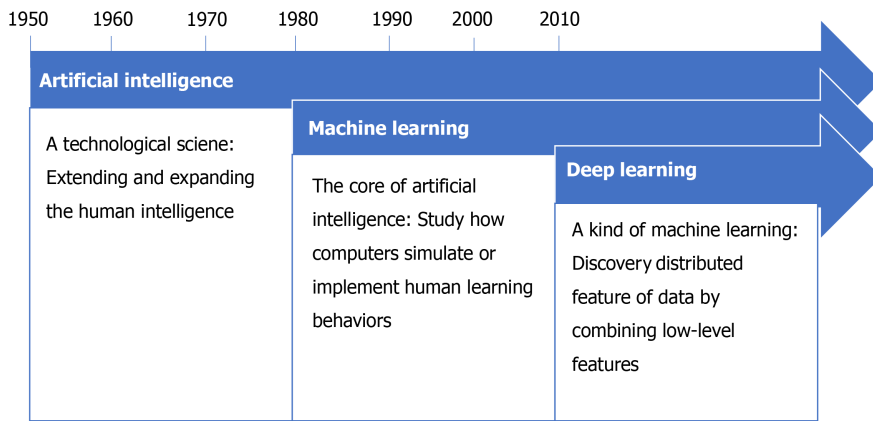 1950 1960 1970 1980 1990 2000 2010
Artificial intelligence
A technological sciene:
Extending and expanding
the human intelligence
Machine learning
The core of artificial
intelligence: Study how
computers simulate or
implement human learning
behaviors
Deep learning
A kind of machine learning:
Discovery distributed
feature of data by
combining low-level
features